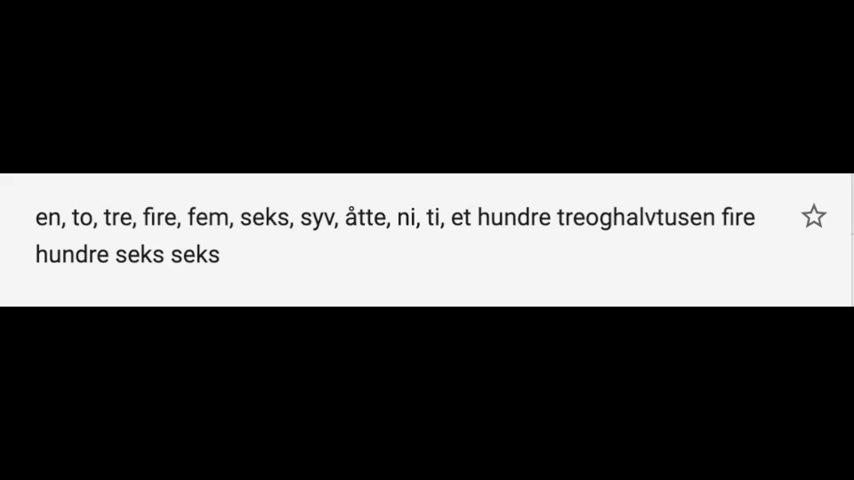 en, to, tre, fire, fem, seks, syv, åtte, ni, ti, et hundre treoghalvtusen fire
hundre seks seks